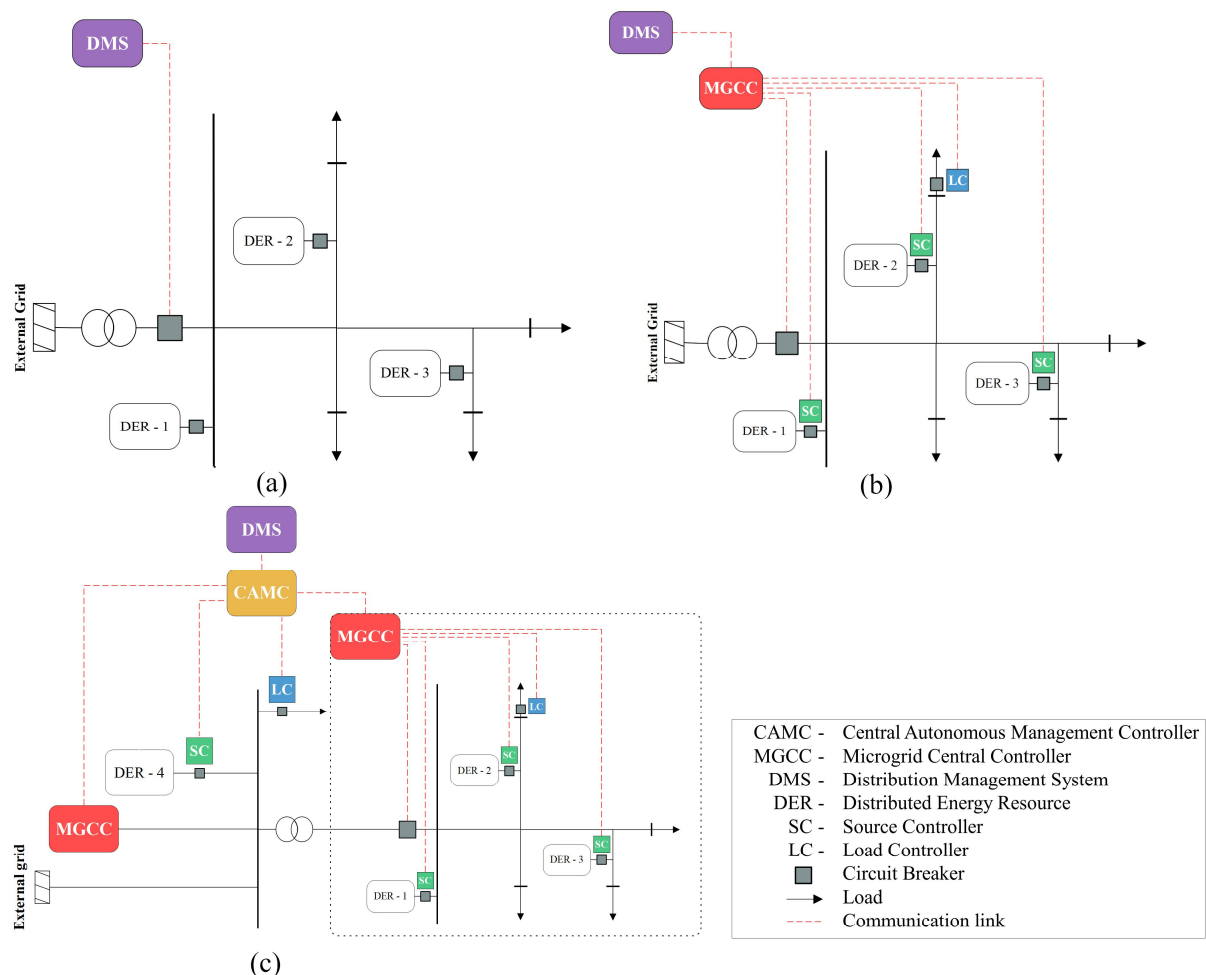 DMS
DER - 2
External Grid
DER - 3
DER - 1
(a)
DMS
MGCC
LC
SC
DER - 2
External Grid
SC
DER - 3
SC
DER - 1
(b)
DMS
CAMC
MGCC
LC
LC
SC
DER - 4
SC
DER - 2
MGCC
SC
DER - 3
External grid
SC
DER - 1
(c)
CAMC - Central Autonomous Management Controller
MGCC - Microgrid Central Controller
DMS - Distribution Management System
DER - Distributed Energy Resource
SC - Source Controller
LC - Load Controller
Circuit Breaker
Load
Communication link